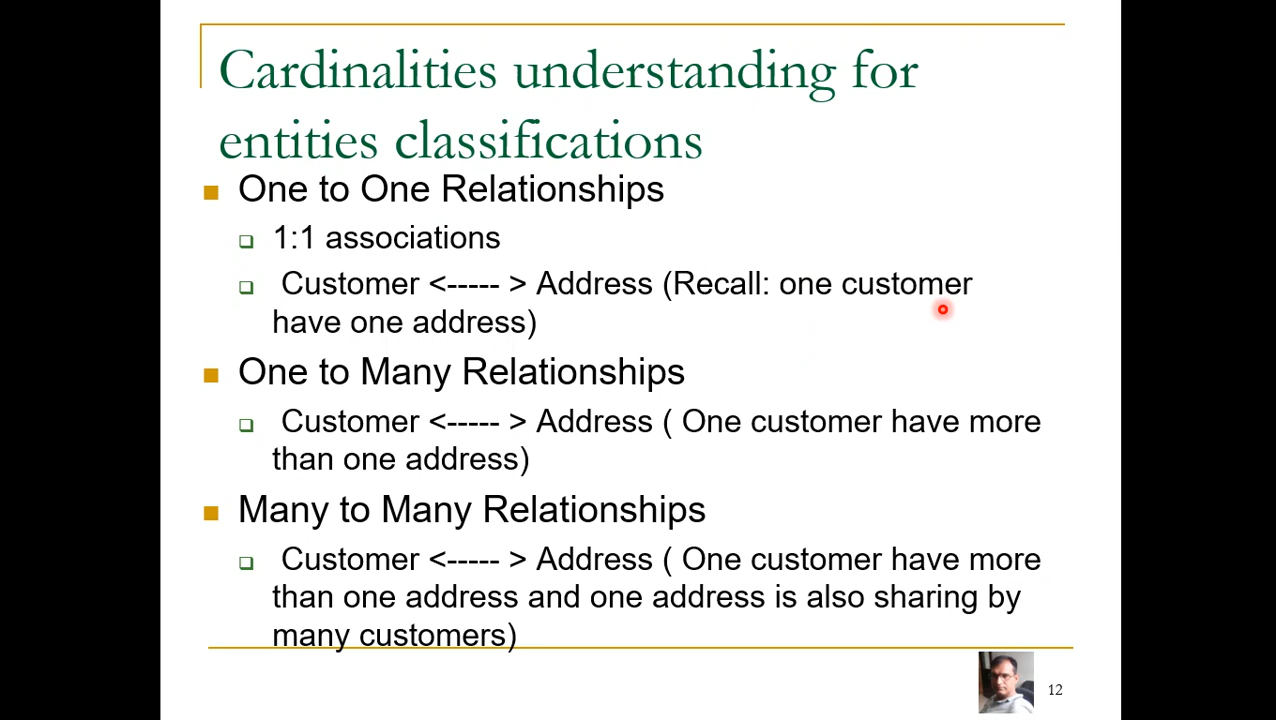 Cardinalities understanding for
entities classifications
One to One Relationships
1:1 associations
Customer <----- > Address (Recall: one customer
have one address)
One to Many Relationships
Customer <----- > Address ( One customer have more
than one address)
Many to Many Relationships
Customer <----- > Address ( One customer have more
than one address and one address is also sharing by
many customers)
12